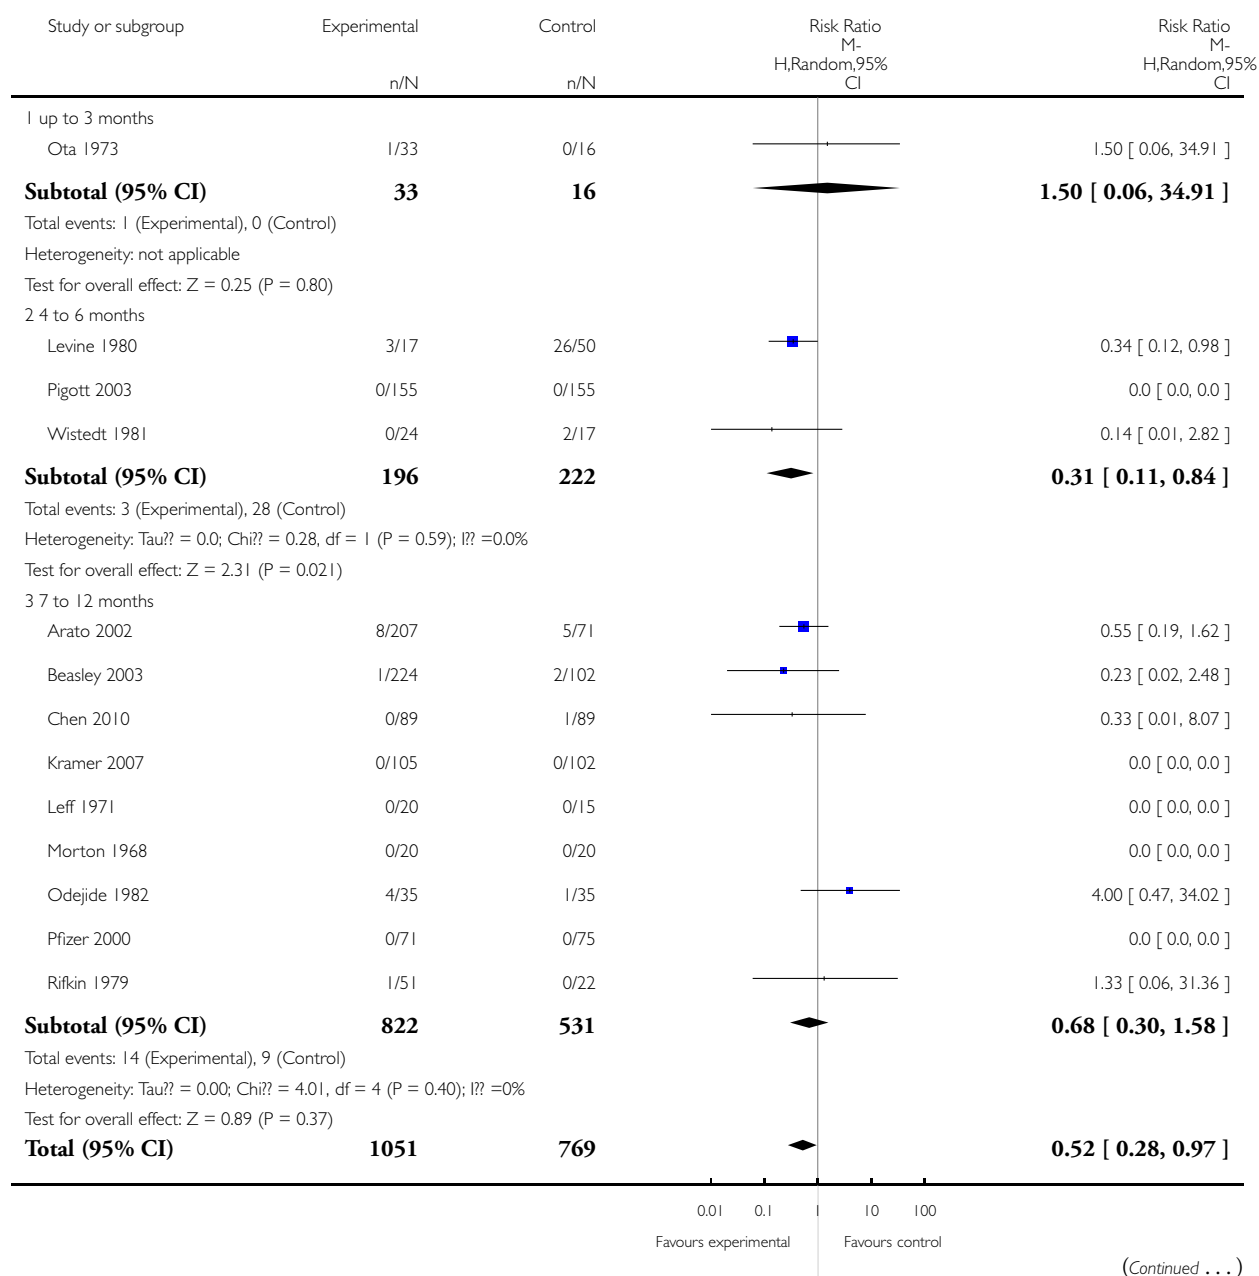 Study or subgroup Experimental Control Risk Ratio Risk Ratio
M- M-
H,Random,95% H,Random,95%
n/N n/N CI CI
1 up to 3 months
Ota 1973 1/33 0/16 1.50 [ 0.06, 34.91 ]
Subtotal (95% CI) 33 16 1.50 [ 0.06, 34.91 ]
Total events: 1 (Experimental), 0 (Control)
Heterogeneity: not applicable
Test for overall effect: Z = 0.25 (P = 0.80)
2 4 to 6 months
Levine 1980 3/17 26/50 0.34 [ 0.12, 0.98 ]
Pigott 2003 0/155 0/155 0.0 [ 0.0, 0.0 ]
Wistedt 1981 0/24 2/17 0.14 [ 0.01, 2.82 ]
Subtotal (95% CI) 196 222 0.31 [ 0.11, 0.84 ]
Total events: 3 (Experimental), 28 (Control)
Heterogeneity: Tau?? = 0.0; Chi?? = 0.28, df = 1 (P = 0.59); I?? =0.0%
Test for overall effect: Z = 2.31 (P = 0.021)
3 7 to 12 months
Arato 2002 8/207 5/71 0.55 [ 0.19, 1.62 ]
Beasley 2003 1/224 2/102 0.23 [ 0.02, 2.48 ]
Chen 2010 0/89 1/89 0.33 [ 0.01, 8.07 ]
Kramer 2007 0/105 0/102 0.0 [ 0.0, 0.0 ]
Leff 1971 0/20 0/15 0.0 [ 0.0, 0.0 ]
Morton 1968 0/20 0/20 0.0 [ 0.0, 0.0 ]
Odejide 1982 4/35 1/35 4.00 [ 0.47, 34.02 ]
Pfizer 2000 0/71 0/75 0.0 [ 0.0, 0.0 ]
Rifkin 1979 1/51 0/22 1.33 [ 0.06, 31.36 ]
Subtotal (95% CI) 822 531 0.68 [ 0.30, 1.58 ]
Total events: 14 (Experimental), 9 (Control)
Heterogeneity: Tau?? = 0.00; Chi?? = 4.01, df = 4 (P = 0.40); I?? =0%
Test for overall effect: Z = 0.89 (P = 0.37)
Total (95% CI) 1051 769 0.52 [ 0.28, 0.97 ]
0.01 0.1 1 10 100
Favours experimental Favours control
(Continued . . . )